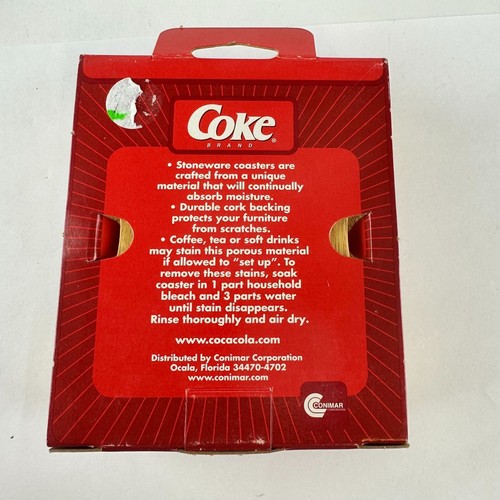 Coke®
BRAND
• Stoneware coasters are
crafted from a unique
material that will continually
absorb moisture.
• Durable cork backing
protects your furniture
from scratches.
• Coffee, tea or soft drinks
may stain this porous material
if allowed to “set up”. To
remove these stains, soak
coaster in 1 part household
bleach and 3 parts water
until stain disappears.
Rinse thoroughly and air dry.
www.cocacola.com
Distributed by Conimar Corporation
Ocala, Florida 34470-4702
www.conimar.com
CONIMAR